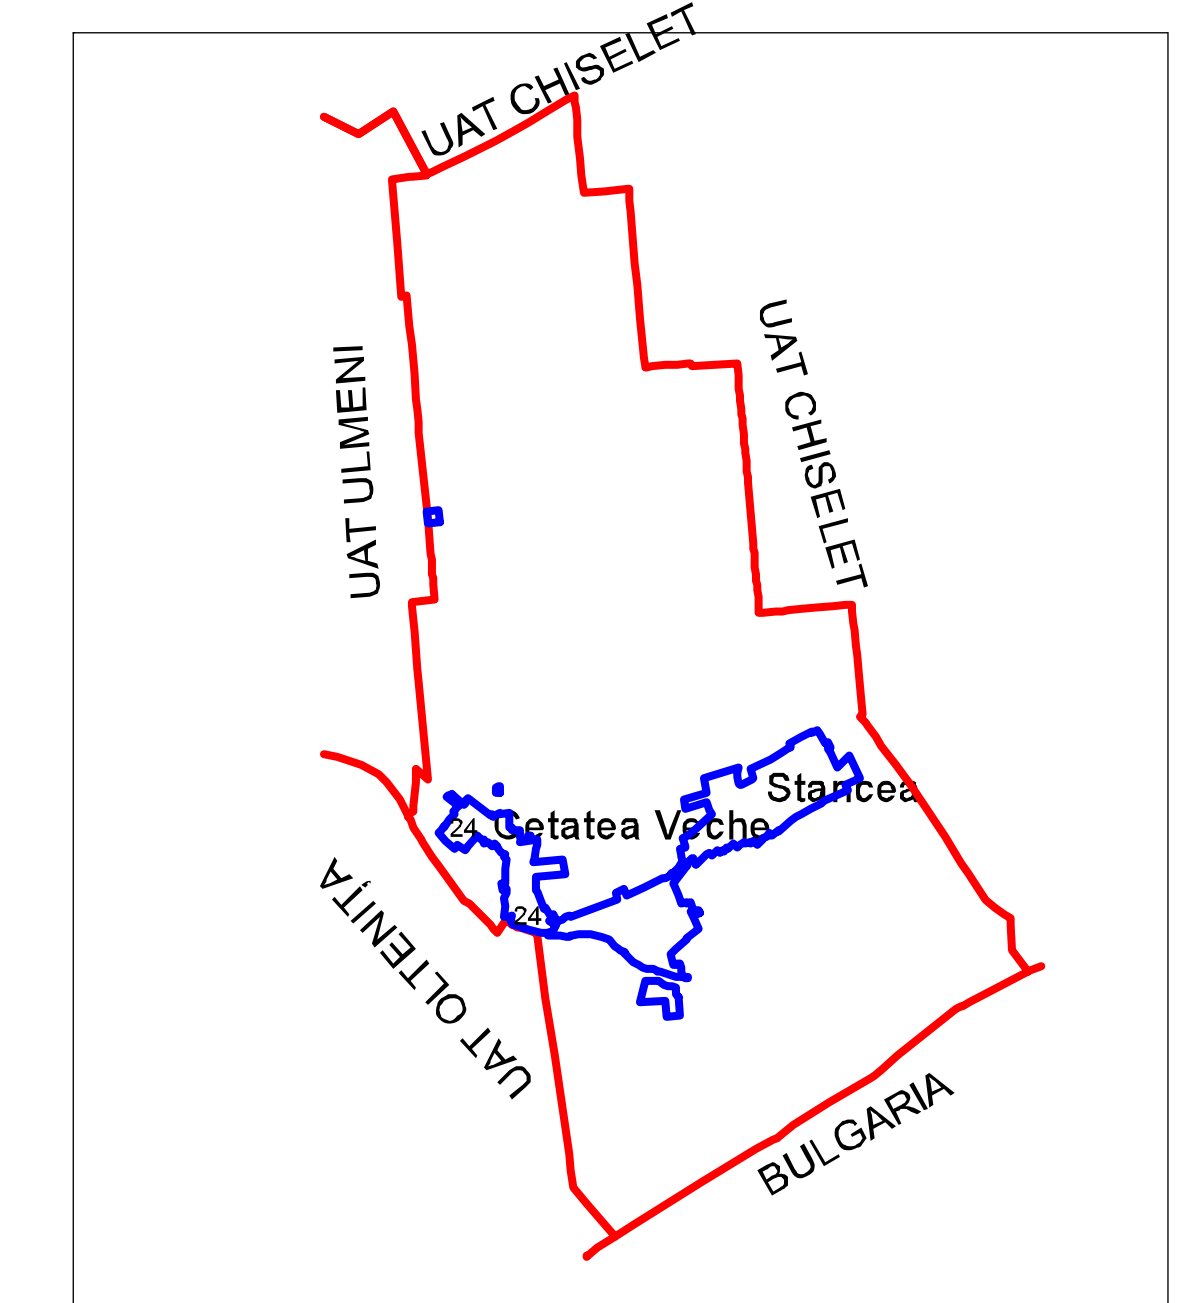 UAT CHISELET
UAT CHISELET
UAT ULMENI
Stancea
Cetatea Veche
24
24
UAT OLTENIȚA
BULGARIA